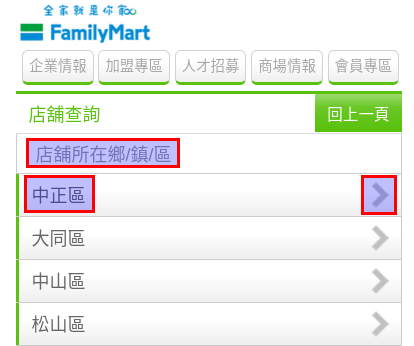 全家就是你家
FamilyMart
企業情報 加盟專區 人才招募 商場情報 會員專區
店舖查詢 回上一頁
店舖所在鄉/鎮/區
中正區
大同區
中山區
松山區